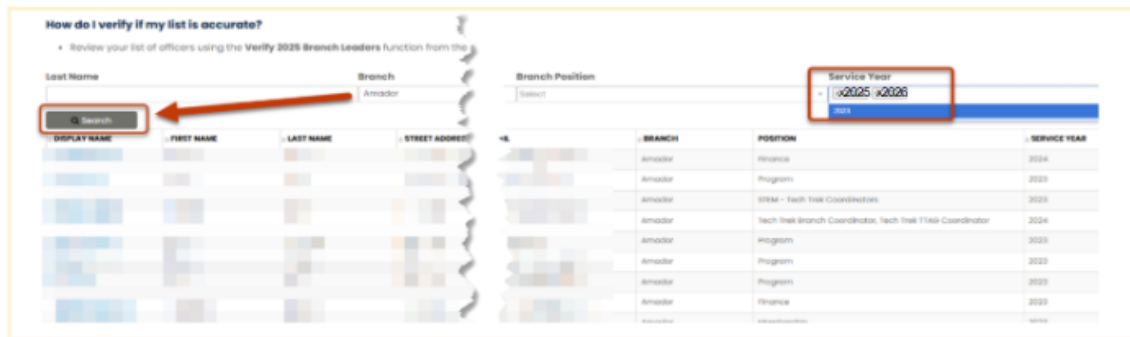 How do I verify if my list is accurate?
• Review your list of officers using the Verify 2025 Branch Leaders function from the
Last Name Branch Branch Position Service Year
Amador Select x2025 x2026
Search 2023
DISPLAY NAME FIRST NAME LAST NAME STREET ADDRES BRANCH POSITION SERVICE YEAR
Amador Finance 2024
Amador Program 2023
Amador STEM - Tech Trek Coordinators 2023
Amador Tech Trek Branch Coordinator, Tech Trek TTAG Coordinator 2024
Amador Program 2023
Amador Program 2023
Amador Program 2023
Amador Finance 2023